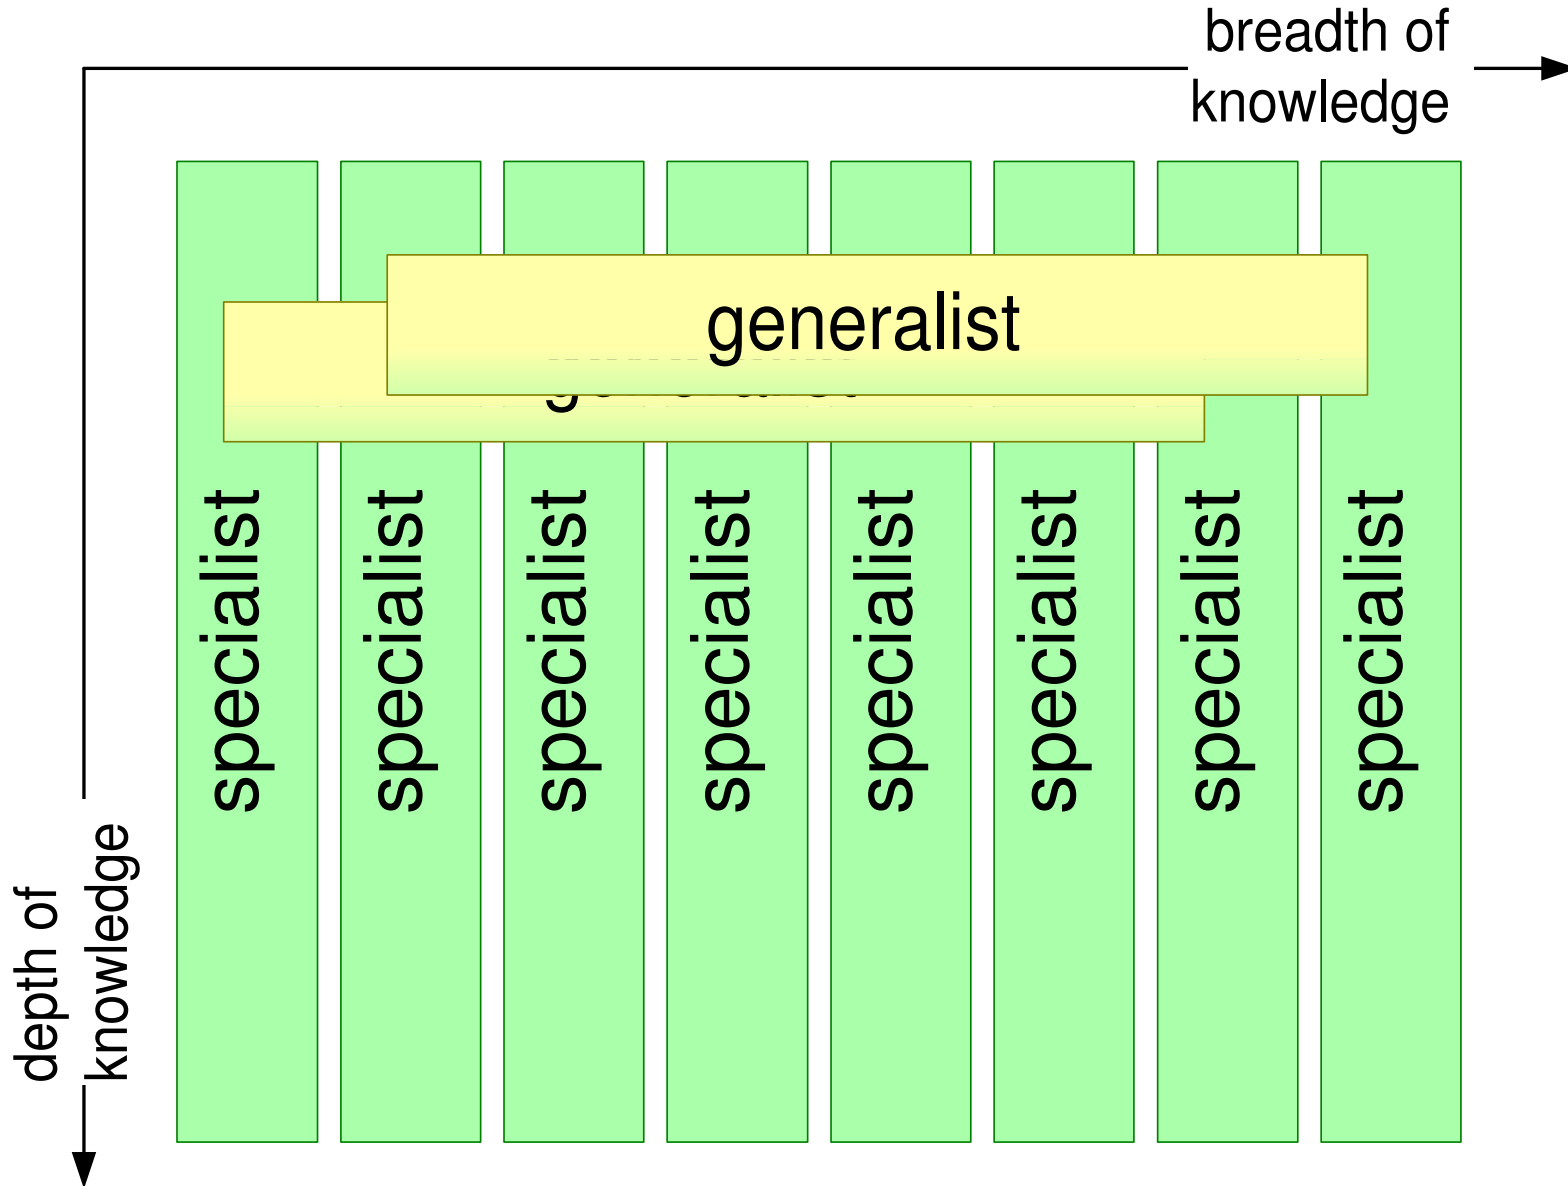 breadth of
knowledge
generalist
specialist
specialist
specialist
specialist
specialist
specialist
specialist
specialist
depth of
knowledge